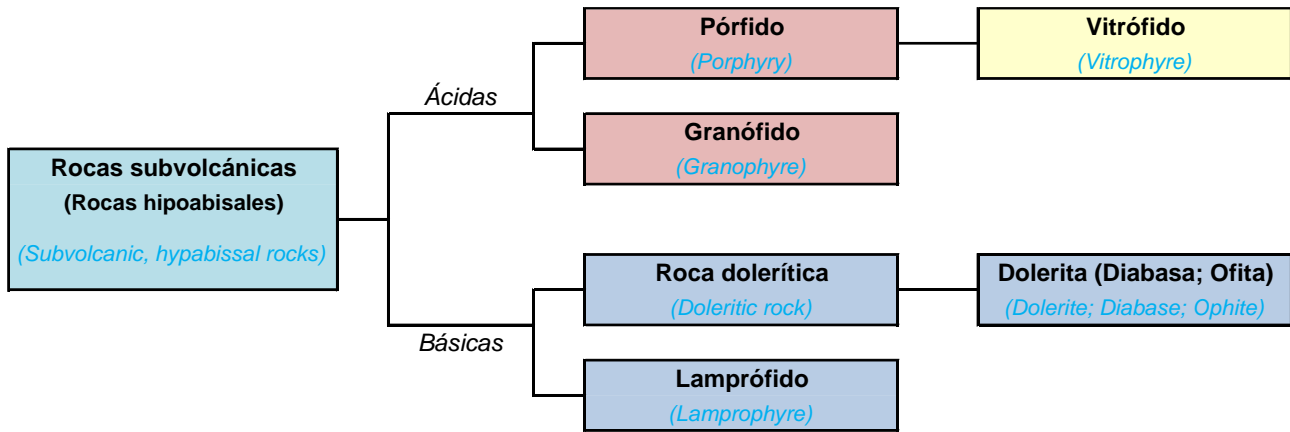 Rocas subvolcánicas
(Rocas hipoabisales)
(Subvolcanic, hypabissal rocks)
Ácidas
Pórfido
(Porphyry)
Vitrófido
(Vitrophyre)
Granófido
(Granophyre)
Básicas
Roca dolerítica
(Doleritic rock)
Dolerita (Diabasa; Ofita)
(Dolerite; Diabase; Ophite)
Lamprófido
(Lamprophyre)